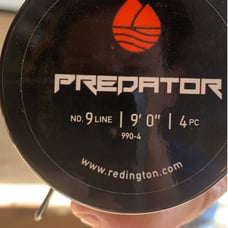 PREDATOR
NO. 9 LINE | 9' 0" | 4 PC
990-4
www.redington.com